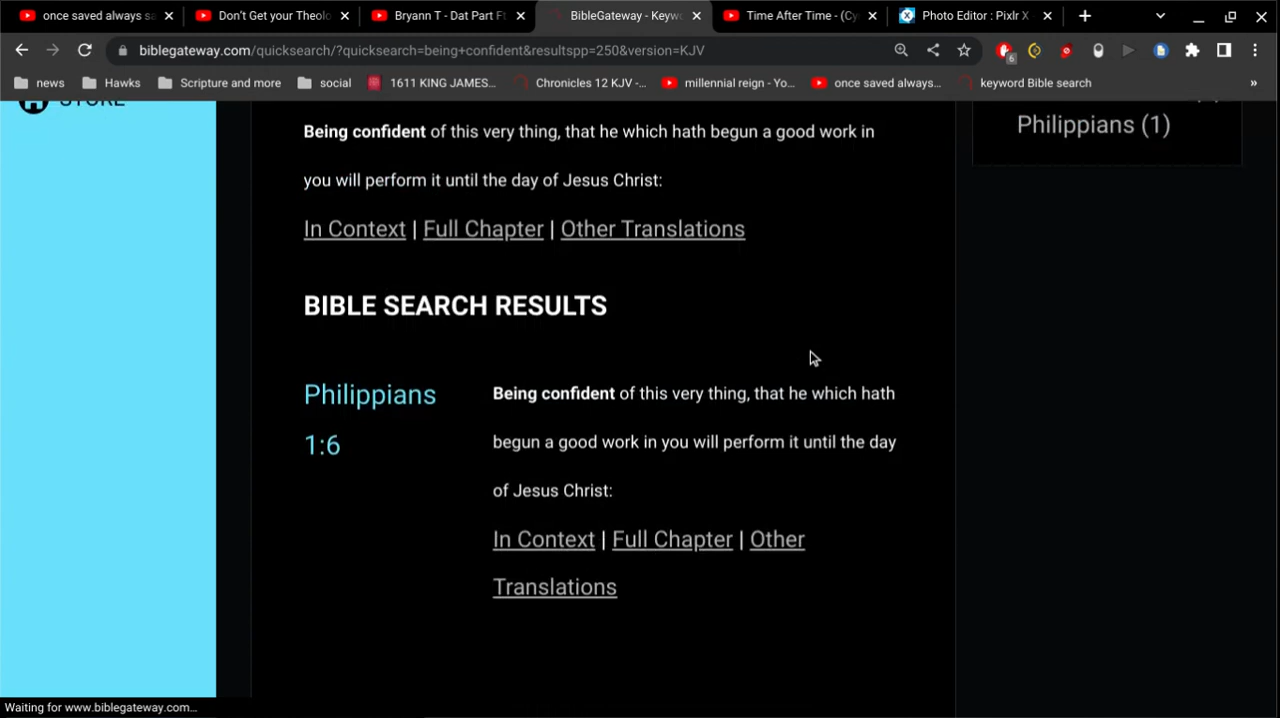 once saved always sa
Don't Get your Theolo
Bryann T - Dat Part Ft
BibleGateway - Keywo
Time After Time - (Cy
Photo Editor : Pixlr X
biblegateway.com/quicksearch/?quicksearch=being+confident&resultspp=250&version=KJV
6
news
Hawks
Scripture and more
social
1611 KING JAMES...
Chronicles 12 KJV -...
millennial reign - Yo...
once saved always...
keyword Bible search
»
STORE
Philippians (1)
Being confident of this very thing, that he which hath begun a good work in
you will perform it until the day of Jesus Christ:
In Context | Full Chapter | Other Translations
BIBLE SEARCH RESULTS
Philippians
1:6
Being confident of this very thing, that he which hath
begun a good work in you will perform it until the day
of Jesus Christ:
In Context | Full Chapter | Other
Translations
Waiting for www.biblegateway.com...